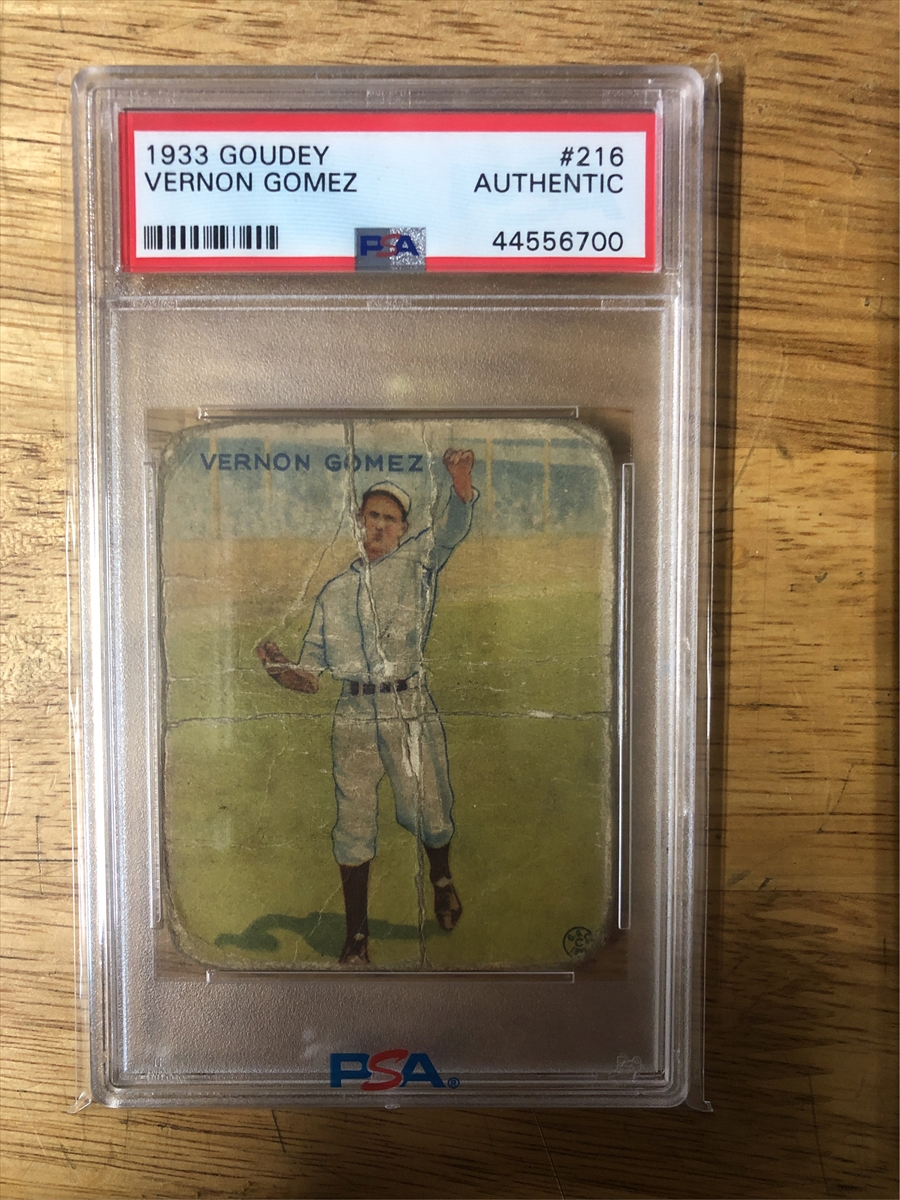 1933 GOUDEY #216
VERNON GOMEZ AUTHENTIC
PSA 44556700
VERNON GOMEZ
PSA®